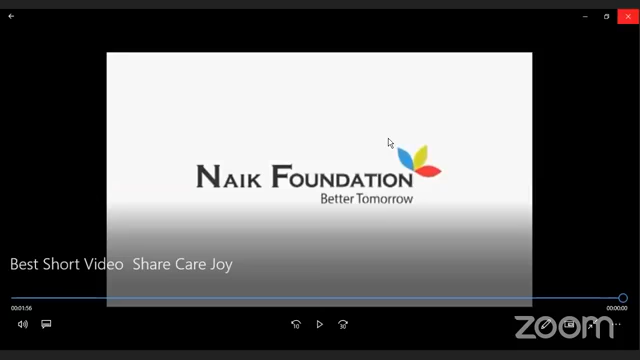 NAIK FOUNDATION
Better Tomorrow
Best Short Video  Share Care Joy
00:01:56
00:00:00
10
30
zoom